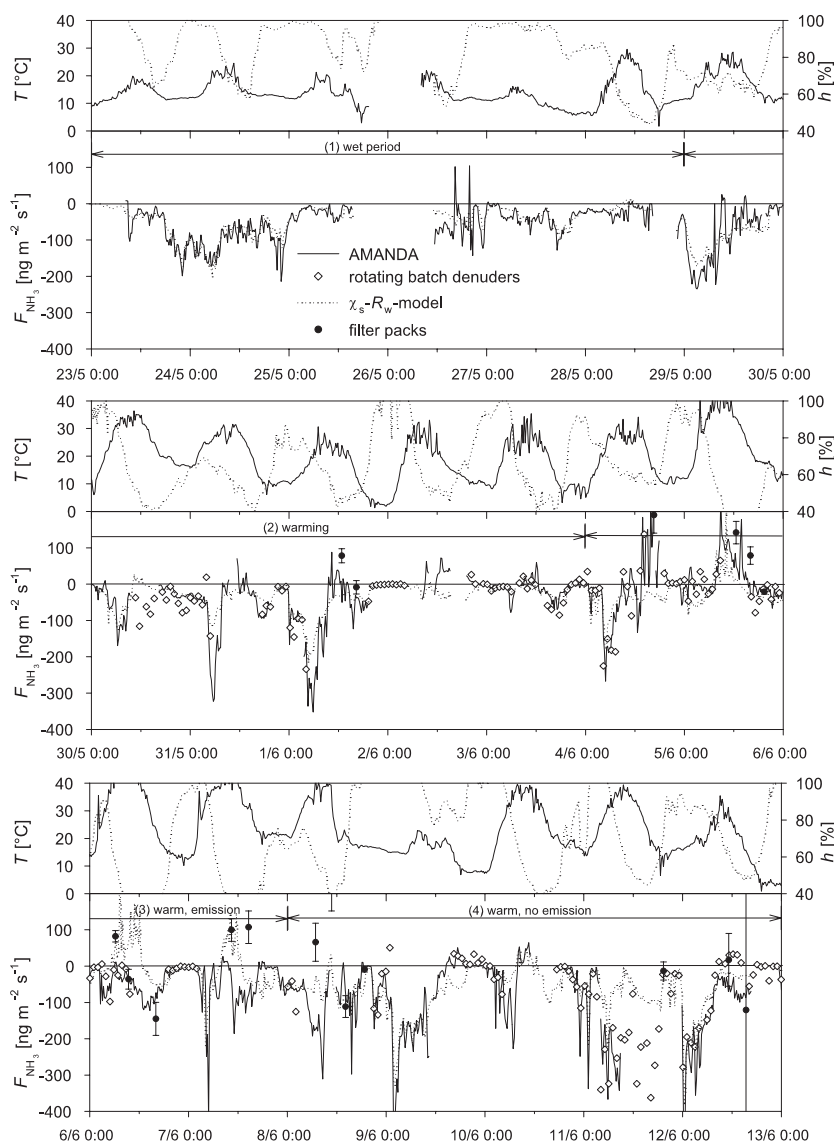 40
30
20
10
0
T [°C]
100
80
60
40
h [%]
(1) wet period
100
0
-100
-200
-300
-400
F_NH₃ [ng m⁻² s⁻¹]
AMANDA
rotating batch denuders
χₛ-R_w-model
filter packs
23/5 0:00 24/5 0:00 25/5 0:00 26/5 0:00 27/5 0:00 28/5 0:00 29/5 0:00 30/5 0:00
40
30
20
10
0
T [°C]
100
80
60
40
h [%]
(2) warming
100
0
-100
-200
-300
-400
F_NH₃ [ng m⁻² s⁻¹]
30/5 0:00 31/5 0:00 1/6 0:00 2/6 0:00 3/6 0:00 4/6 0:00 5/6 0:00 6/6 0:00
40
30
20
10
0
T [°C]
100
80
60
40
h [%]
(3) warm, emission
(4) warm, no emission
100
0
-100
-200
-300
-400
F_NH₃ [ng m⁻² s⁻¹]
6/6 0:00 7/6 0:00 8/6 0:00 9/6 0:00 10/6 0:00 11/6 0:00 12/6 0:00 13/6 0:00